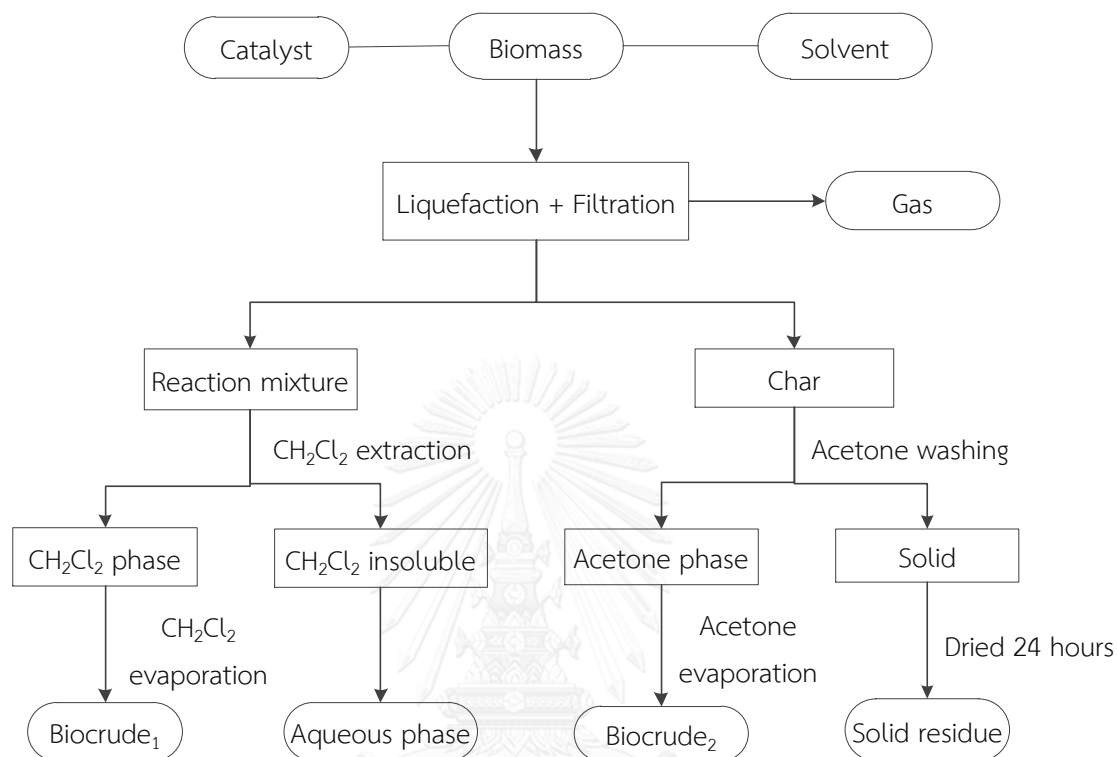 Catalyst
Biomass
Solvent
Liquefaction + Filtration
Gas
Reaction mixture
Char
CH₂Cl₂ extraction
Acetone washing
CH₂Cl₂ phase
CH₂Cl₂ insoluble
Acetone phase
Solid
CH₂Cl₂
evaporation
Acetone
evaporation
Dried 24 hours
Biocrude₁
Aqueous phase
Biocrude₂
Solid residue